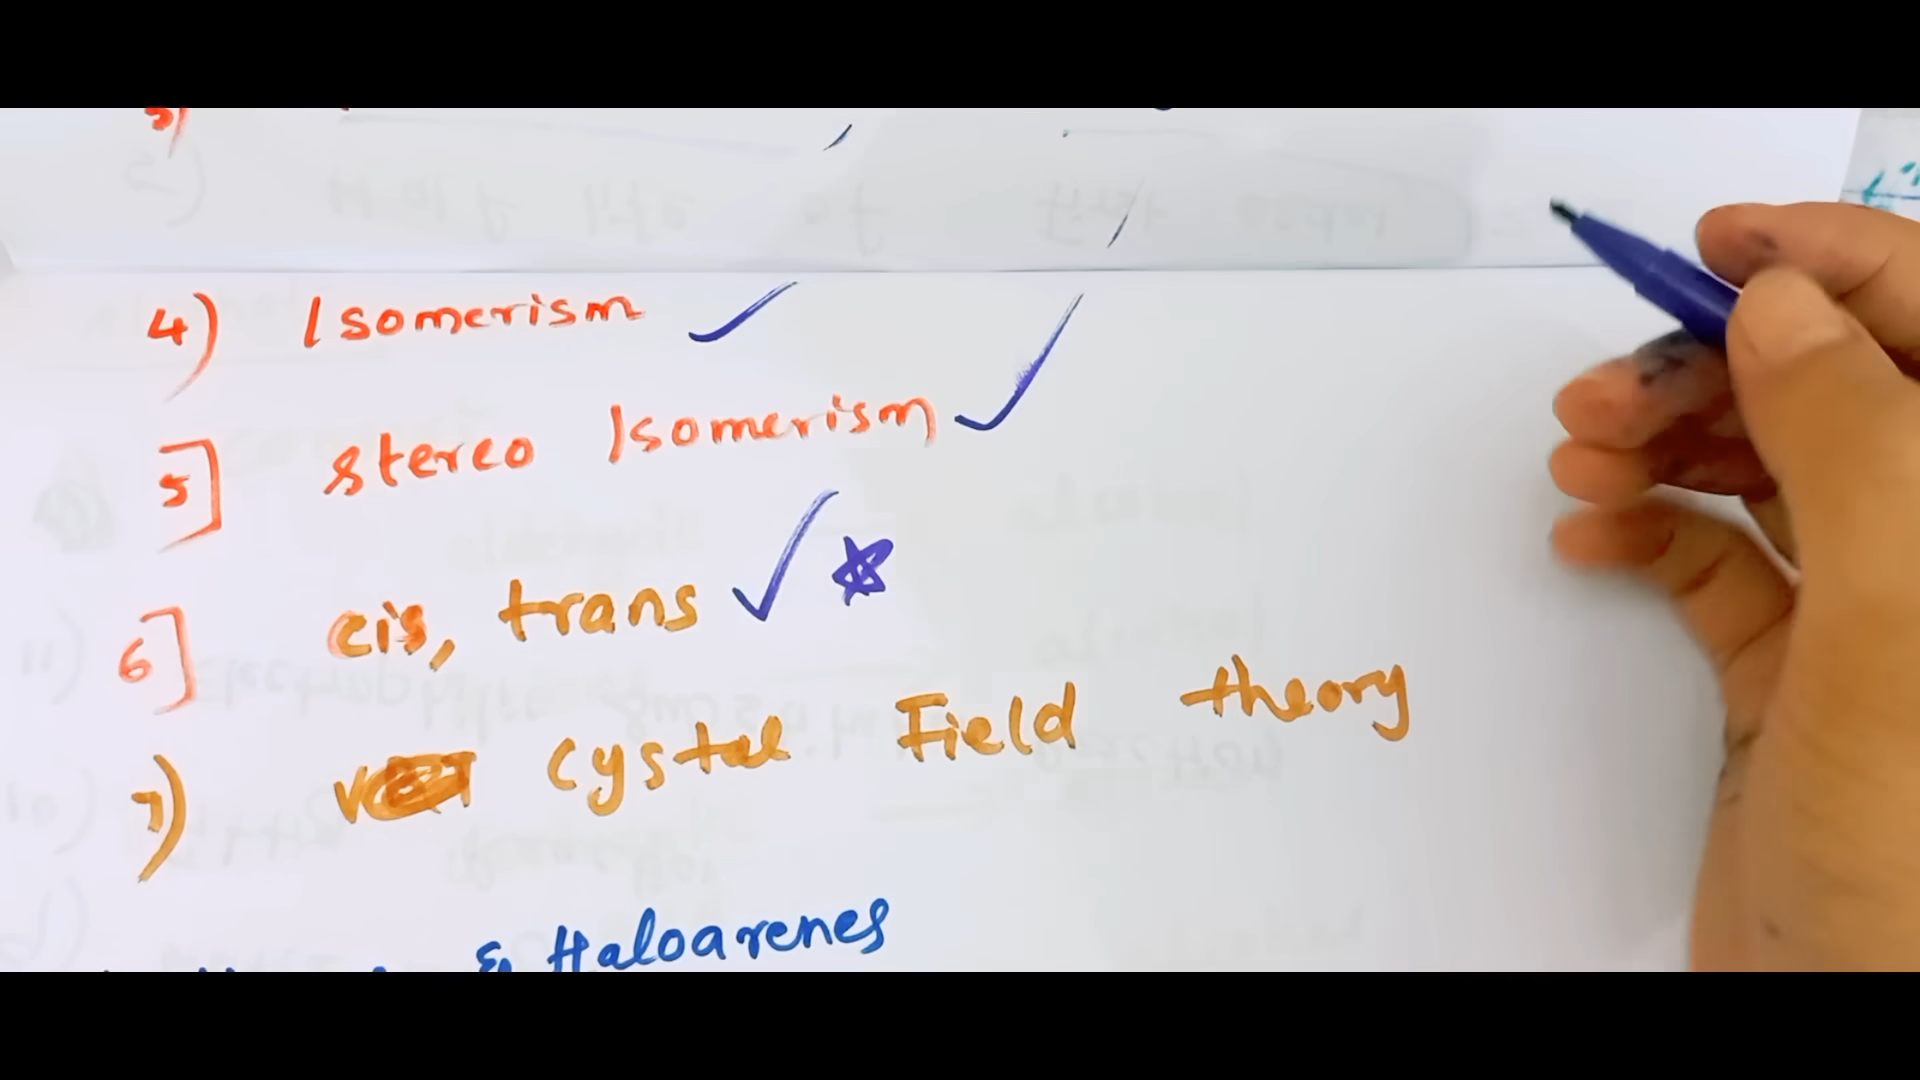 4) Isomerism
5] stereo Isomerism
6] cis, trans
7) Cystal Field theory
& Haloarenes